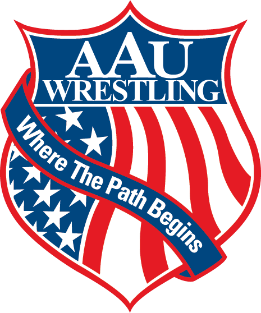 AAU
WRESTLING
Where The Path Begins